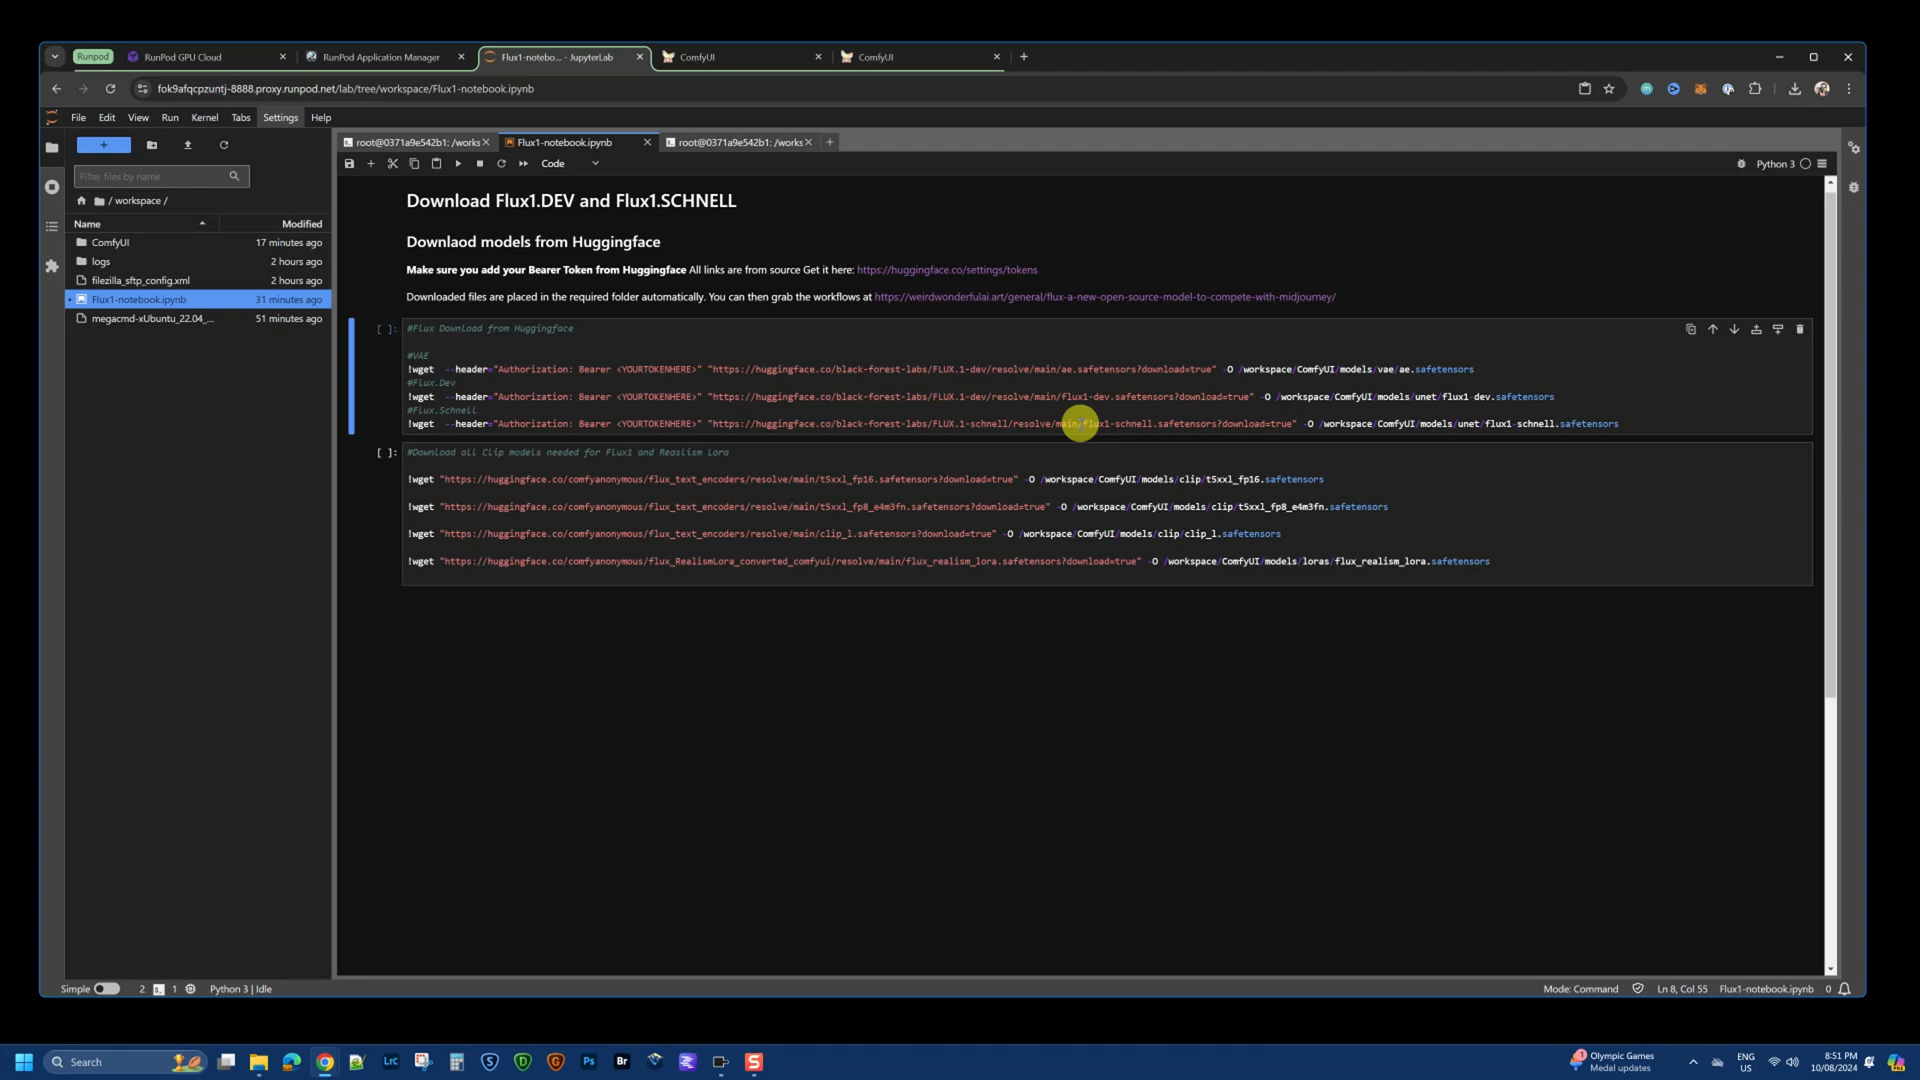 Runpod
RunPod GPU Cloud
RunPod Application Manager
Flux1-notebo... - JupyterLab
ComfyUI
ComfyUI
fok9afqcpzuntj-8888.proxy.runpod.net/lab/tree/workspace/Flux1-notebook.ipynb
File Edit View Run Kernel Tabs Settings Help
root@0371a9e542b1: /works
Flux1-notebook.ipynb
root@0371a9e542b1: /works
Filter files by name
Code
Python 3
/ workspace /
Name Modified
ComfyUI 17 minutes ago
logs 2 hours ago
filezilla_sftp_config.xml 2 hours ago
Flux1-notebook.ipynb 31 minutes ago
megacmd-xUbuntu_22.04_... 51 minutes ago
Download Flux1.DEV and Flux1.SCHNELL
Downlaod models from Huggingface
Make sure you add your Bearer Token from Huggingface All links are from source Get it here: https://huggingface.co/settings/tokens
Downloaded files are placed in the required folder automatically. You can then grab the workflows at https://weirdwonderfulai.art/general/flux-a-new-open-source-model-to-compete-with-midjourney/
[ ]: #Flux Download from Huggingface
#VAE
!wget --header="Authorization: Bearer <YOURTOKENHERE>" "https://huggingface.co/black-forest-labs/FLUX.1-dev/resolve/main/ae.safetensors?download=true" -O /workspace/ComfyUI/models/vae/ae.safetensors
#Flux.Dev
!wget --header="Authorization: Bearer <YOURTOKENHERE>" "https://huggingface.co/black-forest-labs/FLUX.1-dev/resolve/main/flux1-dev.safetensors?download=true" -O /workspace/ComfyUI/models/unet/flux1-dev.safetensors
#Flux.Schnell
!wget --header="Authorization: Bearer <YOURTOKENHERE>" "https://huggingface.co/black-forest-labs/FLUX.1-schnell/resolve/main/flux1-schnell.safetensors?download=true" -O /workspace/ComfyUI/models/unet/flux1-schnell.safetensors
[ ]: #Download all Clip models needed for Flux1 and Reaslism Lora
!wget "https://huggingface.co/comfyanonymous/flux_text_encoders/resolve/main/t5xxl_fp16.safetensors?download=true" -O /workspace/ComfyUI/models/clip/t5xxl_fp16.safetensors
!wget "https://huggingface.co/comfyanonymous/flux_text_encoders/resolve/main/t5xxl_fp8_e4m3fn.safetensors?download=true" -O /workspace/ComfyUI/models/clip/t5xxl_fp8_e4m3fn.safetensors
!wget "https://huggingface.co/comfyanonymous/flux_text_encoders/resolve/main/clip_l.safetensors?download=true" -O /workspace/ComfyUI/models/clip/clip_l.safetensors
!wget "https://huggingface.co/comfyanonymous/flux_RealismLora_converted_comfyui/resolve/main/flux_realism_lora.safetensors?download=true" -O /workspace/ComfyUI/models/loras/flux_realism_lora.safetensors
Simple 2 1 Python 3 | Idle
Mode: Command Ln 8, Col 55 Flux1-notebook.ipynb 0
Search
LrC
Ps
Br
Olympic Games
Medal updates
ENG
US
8:51 PM
10/08/2024